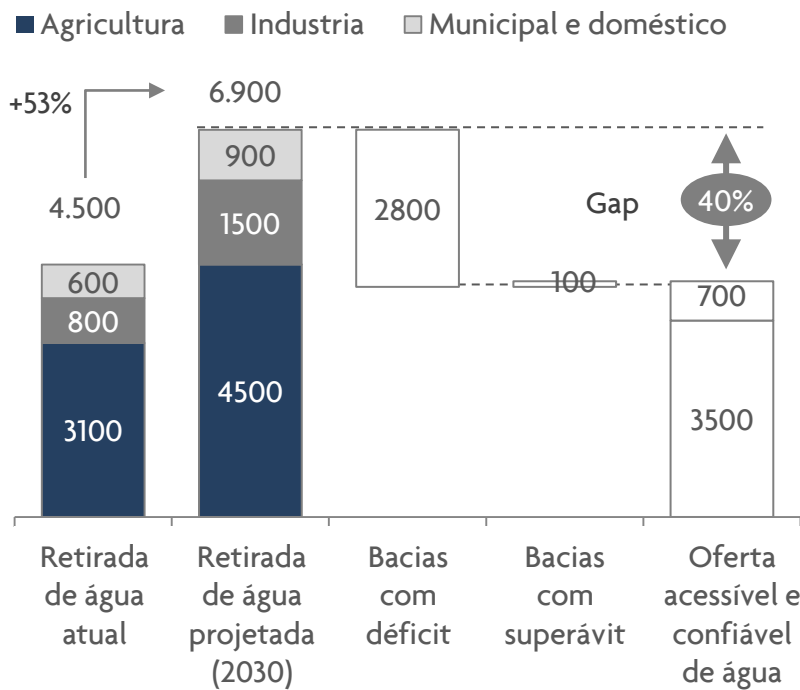 Agricultura Industria Municipal e doméstico
+53%
6.900
4.500
900
1500
4500
600
800
3100
2800
Gap
40%
100
700
3500
Retirada
de água
atual
Retirada
de água
projetada
(2030)
Bacias
com
déficit
Bacias
com
superávit
Oferta
acessível e
confiável
de água